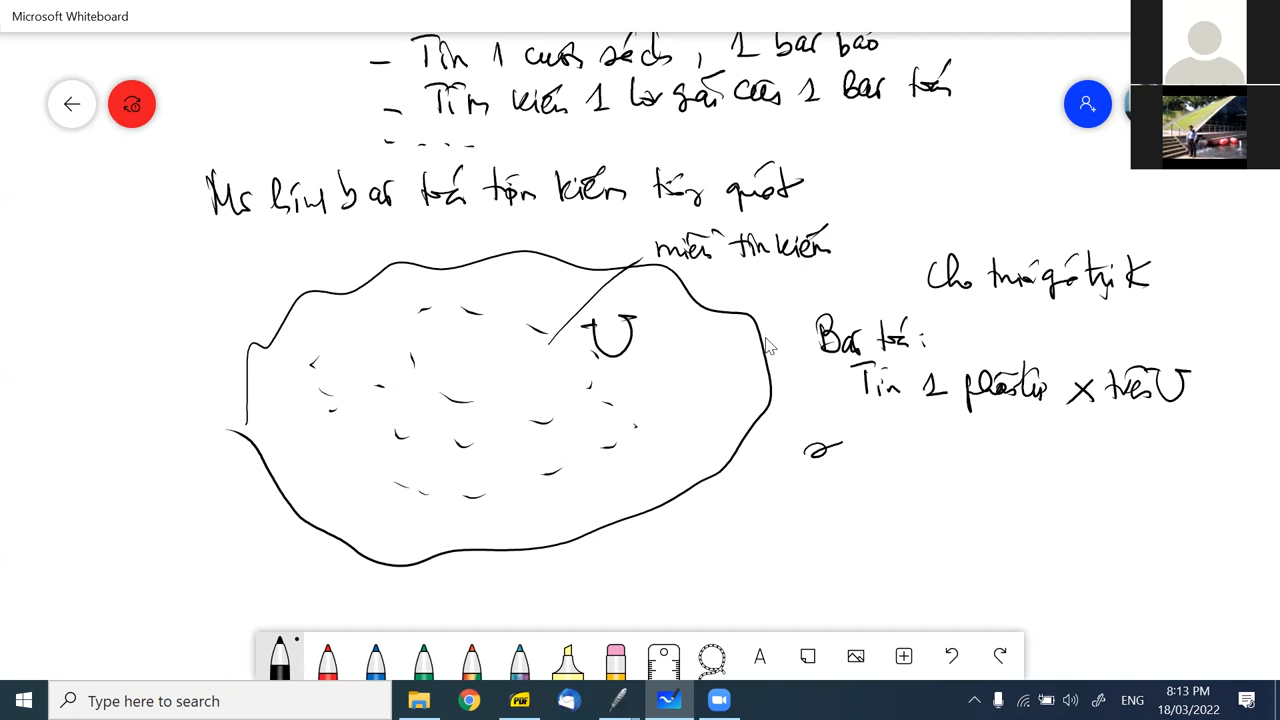 Microsoft Whiteboard
- Tìm 1 cuốn sách, 1 bài báo
- Tìm kiếm 1 lời giải của 1 Bài toán
- - - - -
Mô hình bài toán tìm kiếm tổng quát
miền tìm kiếm
U
Cho trước giá trị K
Bài toán:
Tìm 1 phần tử x trên U
A
Type here to search
PDF
ENG
8:13 PM
18/03/2022